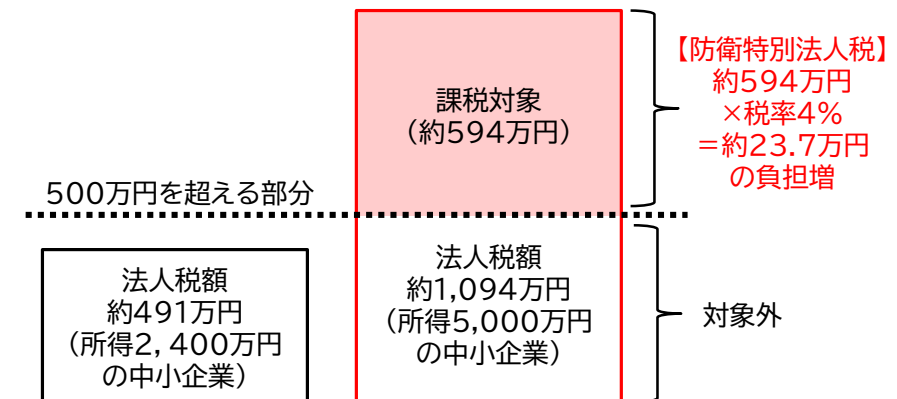 課税対象
（約594万円）
【防衛特別法人税】
約594万円
×税率4%
＝約23.7万円
の負担増
500万円を超える部分
法人税額
約491万円
（所得2，400万円
の中小企業）
法人税額
約1,094万円
（所得5,000万円
の中小企業）
対象外